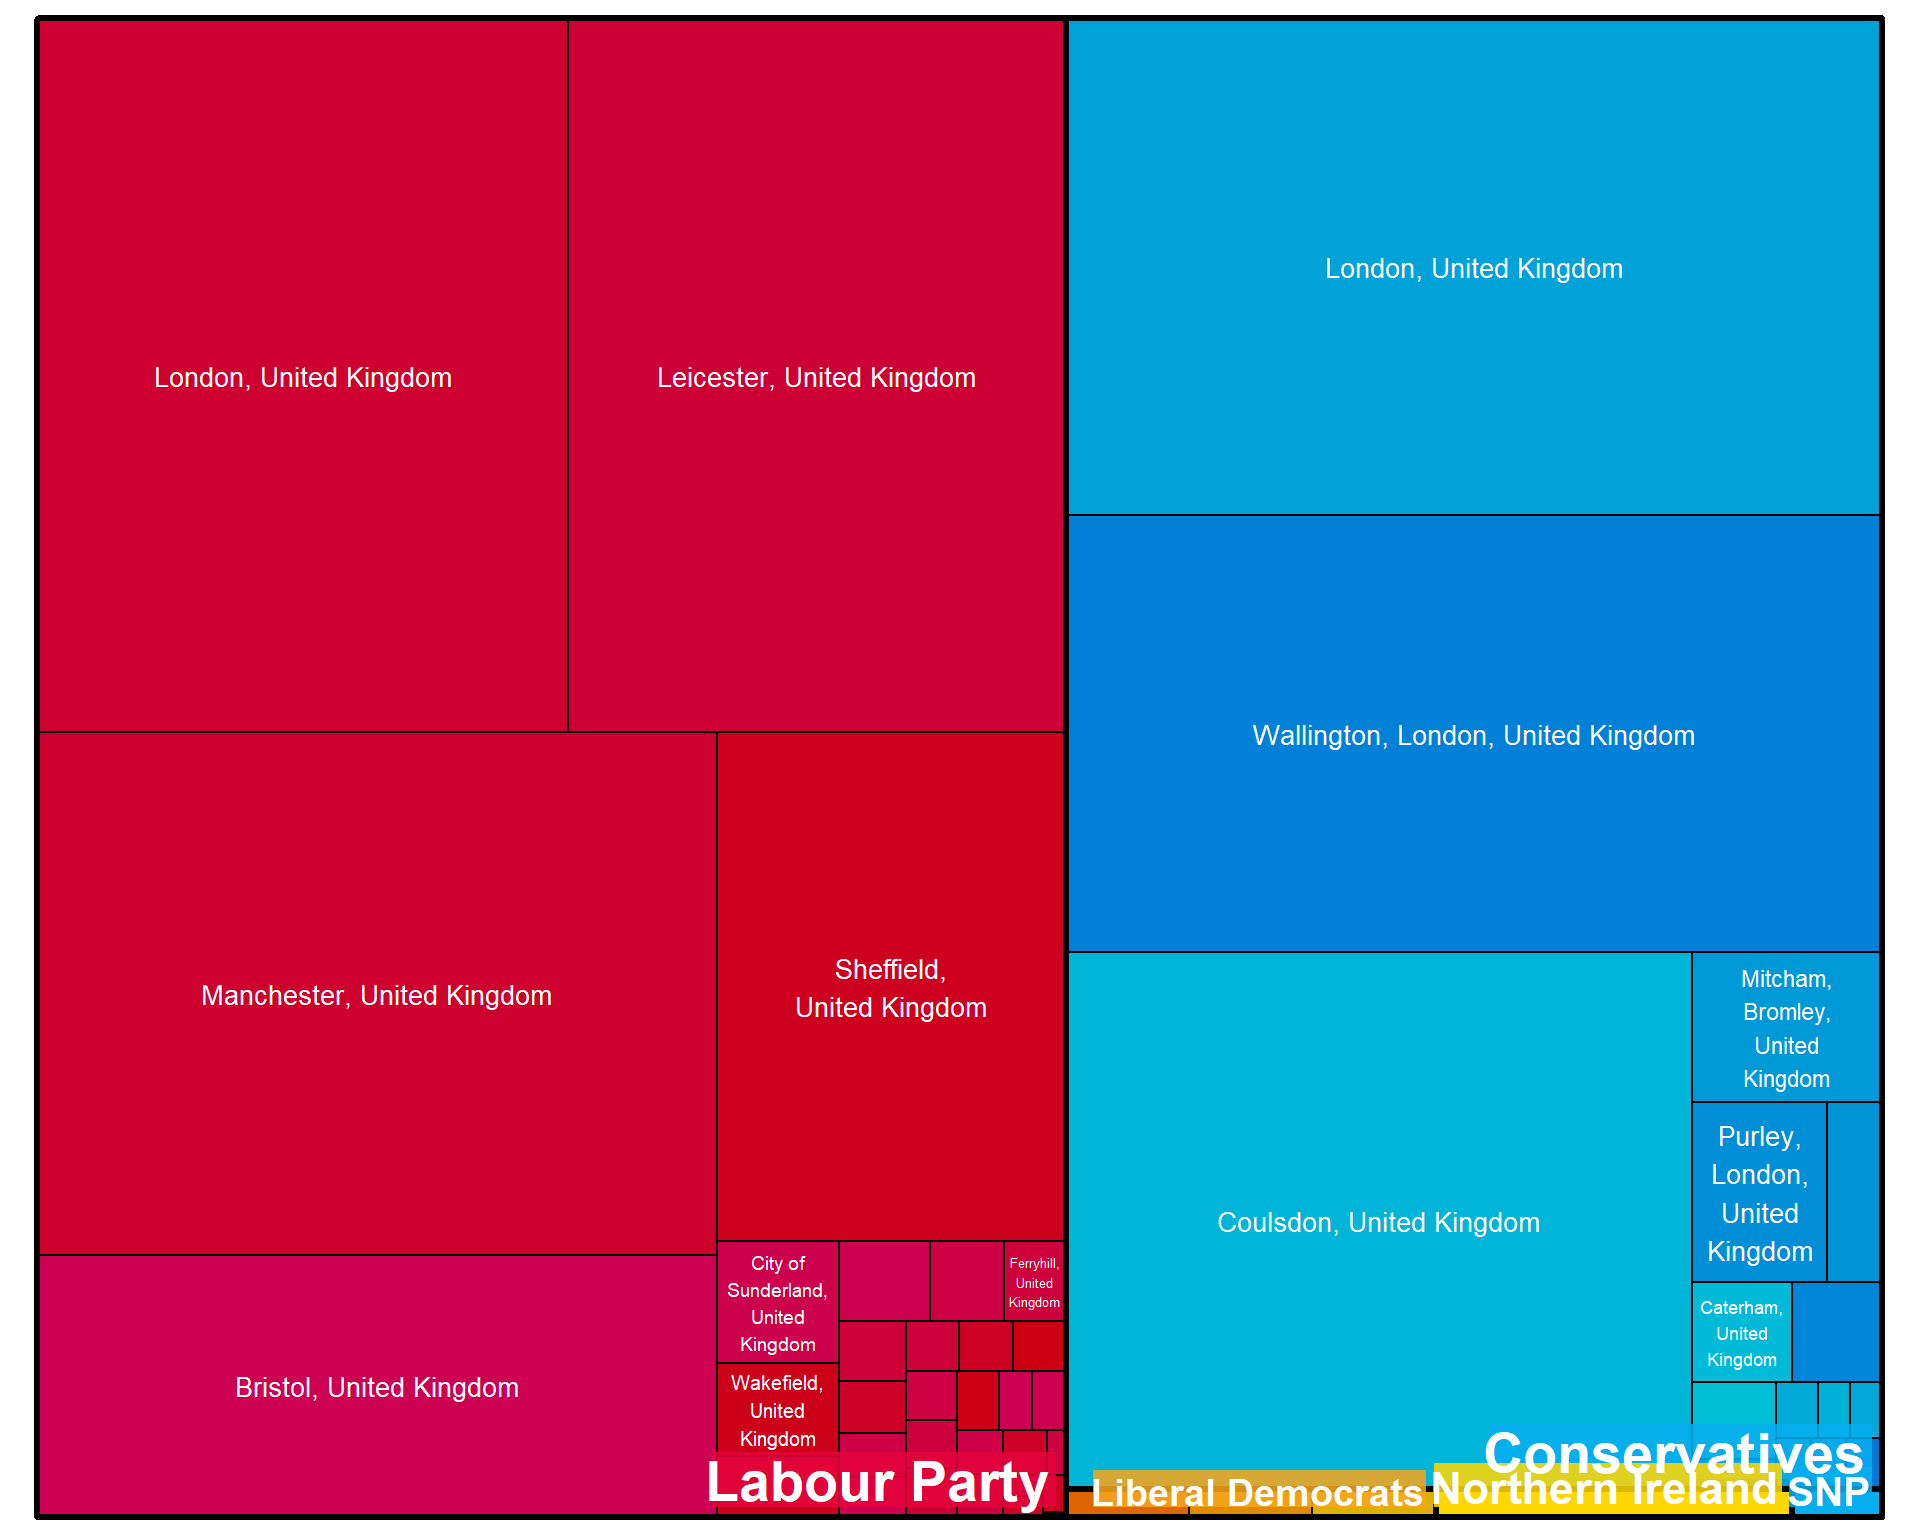 London, United Kingdom
Leicester, United Kingdom
Manchester, United Kingdom
Sheffield,
United Kingdom
Bristol, United Kingdom
City of
Sunderland,
United
Kingdom
Ferryhill,
United
Kingdom
Wakefield,
United
Kingdom
Labour Party
London, United Kingdom
Wallington, London, United Kingdom
Coulsdon, United Kingdom
Mitcham,
Bromley,
United
Kingdom
Purley,
London,
United
Kingdom
Caterham,
United
Kingdom
Conservatives
Liberal Democrats
Northern Ireland
SNP